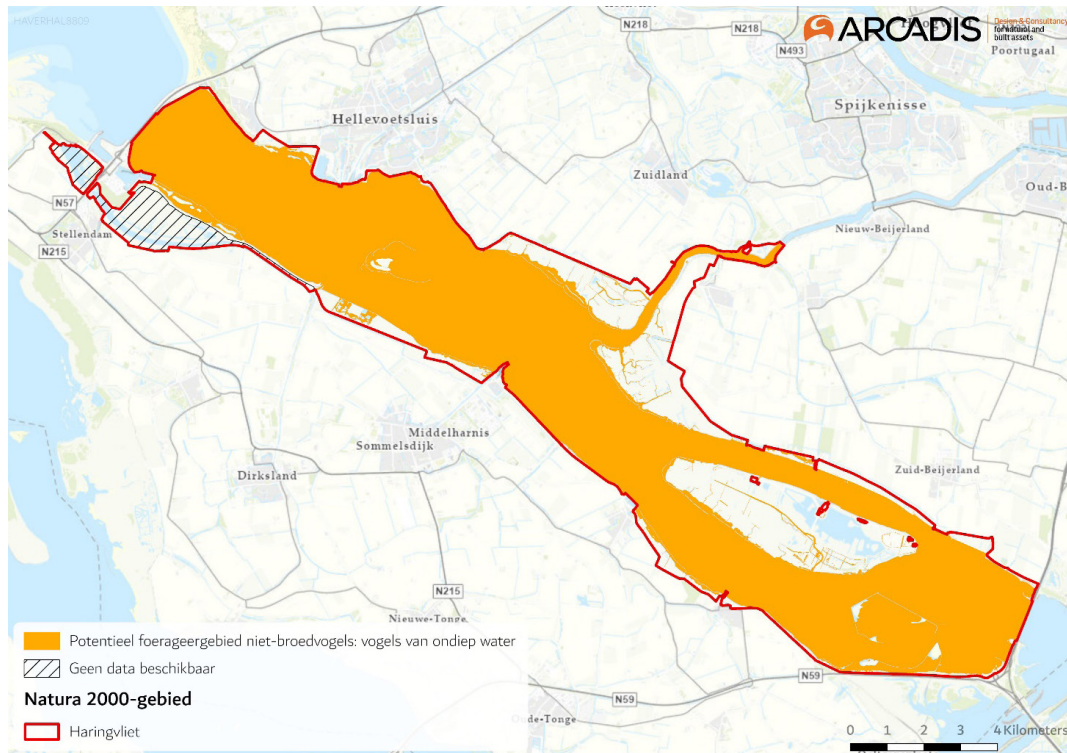 HAVERHAL8809
N218
N218
N493
ARCADIS
Design & Consultancy
for natural and
built assets
Poortugaal
Spijkenisse
Hellevoetsluis
Zuidland
Oud-B
N57
Stellendam
N215
Nieuw-Beijerland
Middelharnis
Sommelsdijk
Dirksland
Zuid-Beijerland
N215
Nieuwe-Tonge
N59
N59
Oude-Tonge
Potentieel foerageergebied niet-broedvogels: vogels van ondiep water
Geen data beschikbaar
Natura 2000-gebied
Haringvliet
0 1 2 3 4 Kilometers